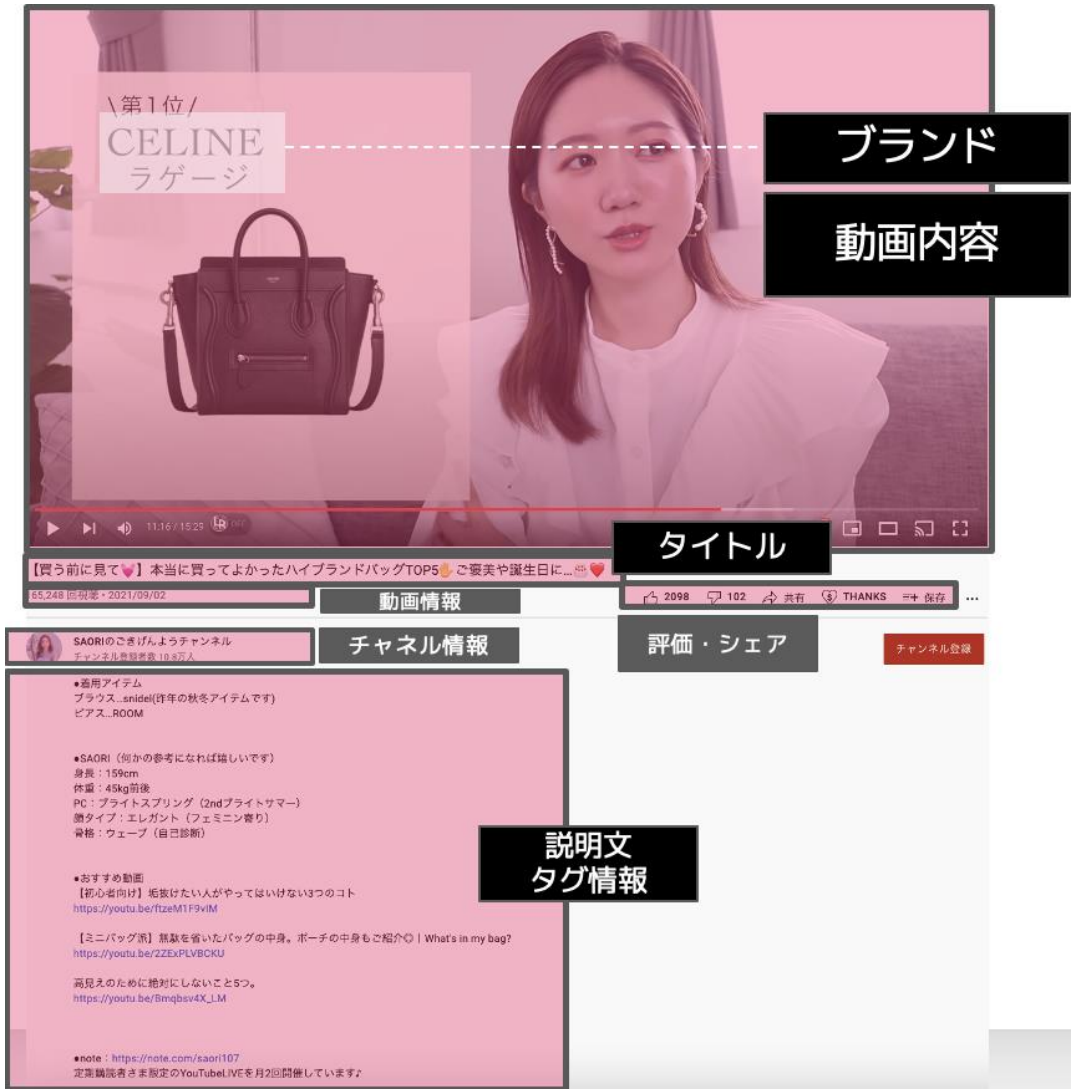 \第1位/
CELINE
ラゲージ
ブランド
動画内容
11:16 / 15:29
タイトル
【買う前に見て💓】本当に買ってよかったハイブランドバッグTOP5✋ご褒美や誕生日に...🎂❤️
65,248 回視聴・2021/09/02
動画情報
2098 102 共有 THANKS 保存 ...
SAORIのごきげんようチャンネル
チャンネル登録者数 10.8万人
チャネル情報
評価・シェア
チャンネル登録
●着用アイテム
ブラウス...snidel(昨年の秋冬アイテムです)
ピアス...ROOM
●SAORI（何かの参考になれば嬉しいです）
身長：159cm
体重：45kg前後
PC：ブライトスプリング（2ndブライトサマー）
顔タイプ：エレガント（フェミニン寄り）
骨格：ウェーブ（自己診断）
説明文
タグ情報
●おすすめ動画
【初心者向け】垢抜けたい人がやってはいけない3つのコト
https://youtu.be/ftzeM1F9vIM
【ミニバッグ派】無駄を省いたバッグの中身。ポーチの中身もご紹介◎｜What's in my bag?
https://youtu.be/2ZExPLVBCKU
高見えのために絶対にしないこと5つ。
https://youtu.be/Bmqbsv4X_LM
●note：https://note.com/saori107
定期購読者さま限定のYouTubeLIVEを月2回開催しています♪